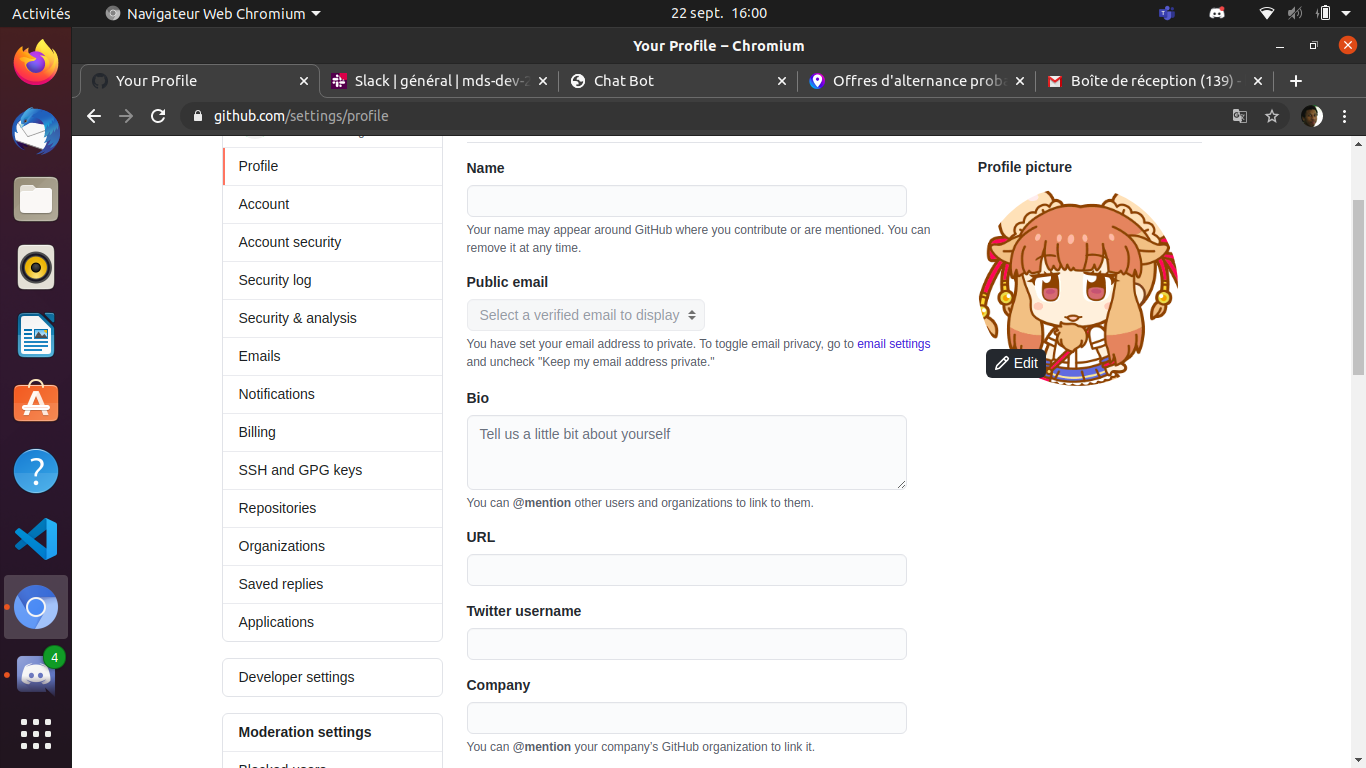 Activités
Navigateur Web Chromium
22 sept. 16:00
Your Profile – Chromium
Your Profile
Slack | général | mds-dev-2
Chat Bot
Offres d'alternance proba
Boîte de réception (139) -
github.com/settings/profile
Profile
Account
Account security
Security log
Security & analysis
Emails
Notifications
Billing
SSH and GPG keys
Repositories
Organizations
Saved replies
Applications
Developer settings
Moderation settings
Blocked users
Name
Your name may appear around GitHub where you contribute or are mentioned. You can
remove it at any time.
Public email
Select a verified email to display
You have set your email address to private. To toggle email privacy, go to email settings
and uncheck "Keep my email address private."
Bio
Tell us a little bit about yourself
You can @mention other users and organizations to link to them.
URL
Twitter username
Company
You can @mention your company's GitHub organization to link it.
Profile picture
Edit
4